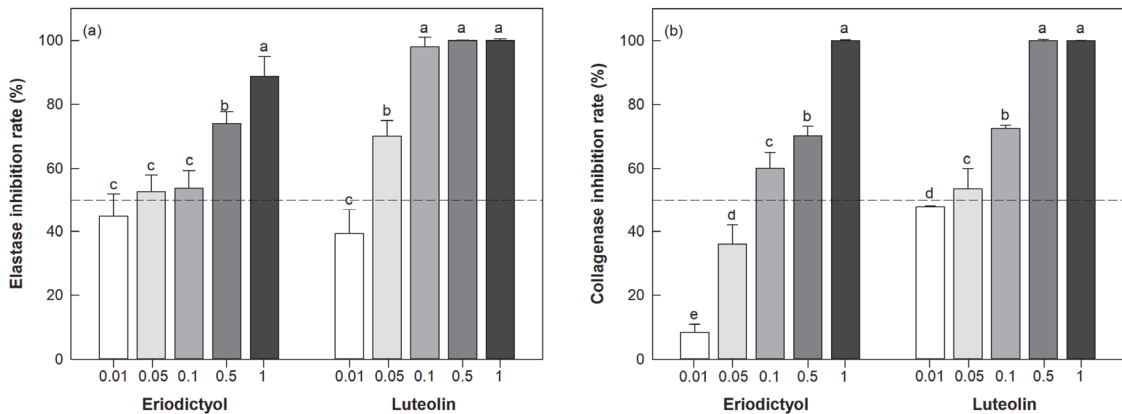 (a)
Elastase inhibition rate (%)
100
80
60
40
20
0
c
c
c
b
a
c
b
a
a
a
0.01 0.05 0.1 0.5 1 0.01 0.05 0.1 0.5 1
Eriodictyol Luteolin
(b)
Collagenase inhibition rate (%)
100
80
60
40
20
0
e
d
c
b
a
d
c
b
a
a
0.01 0.05 0.1 0.5 1 0.01 0.05 0.1 0.5 1
Eriodictyol Luteolin